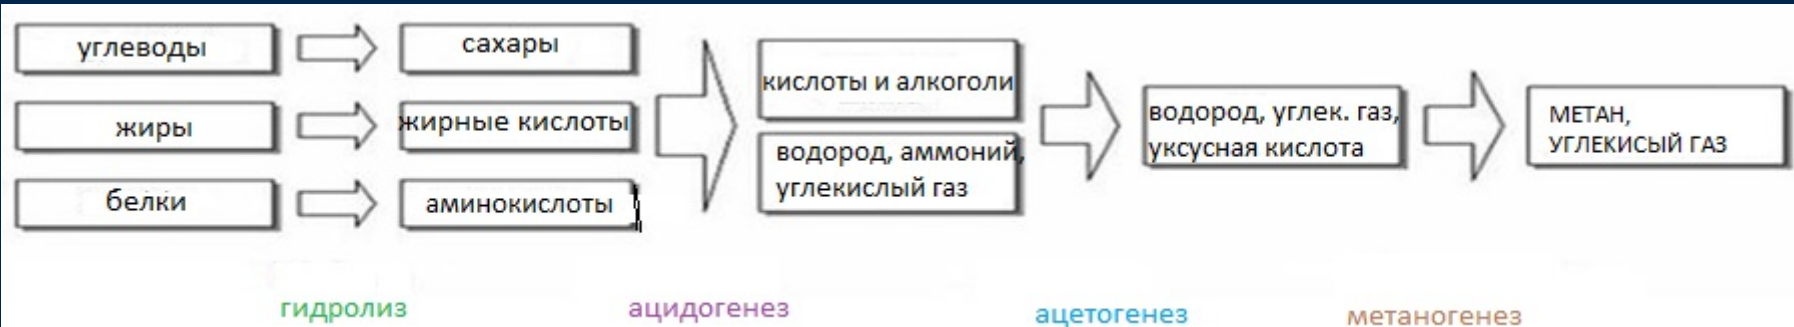 углеводы
сахары
жиры
жирные кислоты
белки
аминокислоты
кислоты и алкоголи
водород, аммоний,
углекислый газ
водород, углек. газ,
уксусная кислота
МЕТАН,
УГЛЕКИСЫЙ ГАЗ
гидролиз
ацидогенез
ацетогенез
метаногенез